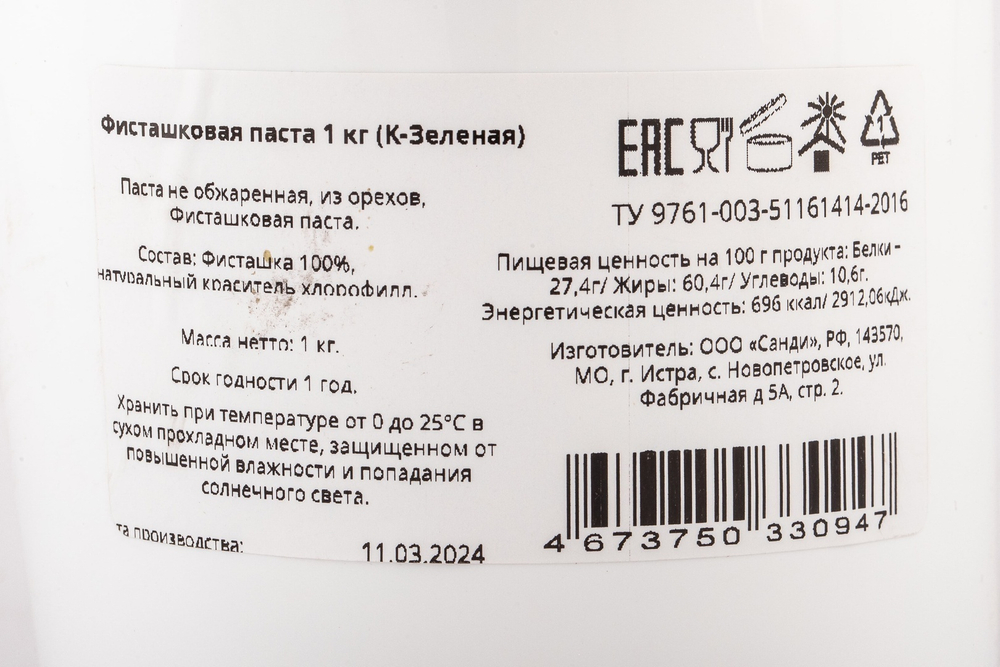 Фисташковая паста 1 кг (К-Зеленая)
Паста не обжаренная, из орехов,
Фисташковая паста.
Состав: Фисташка 100%,
натуральный краситель хлорофилл.
Масса нетто: 1 кг.
Срок годности 1 год.
Хранить при температуре от 0 до 25°C в
сухом прохладном месте, защищенном от
повышенной влажности и попадания
солнечного света.
та производства:
11.03.2024
EAC
1
PET
ТУ 9761-003-51161414-2016
Пищевая ценность на 100 г продукта: Белки -
27,4г/ Жиры: 60,4г/ Углеводы: 10,6г.
Энергетическая ценность: 696 ккал/ 2912,06кДж.
Изготовитель: ООО «Санди», РФ, 143570,
МО, г. Истра, с. Новопетровское, ул.
Фабричная д 5А, стр. 2.
4 673750 330947